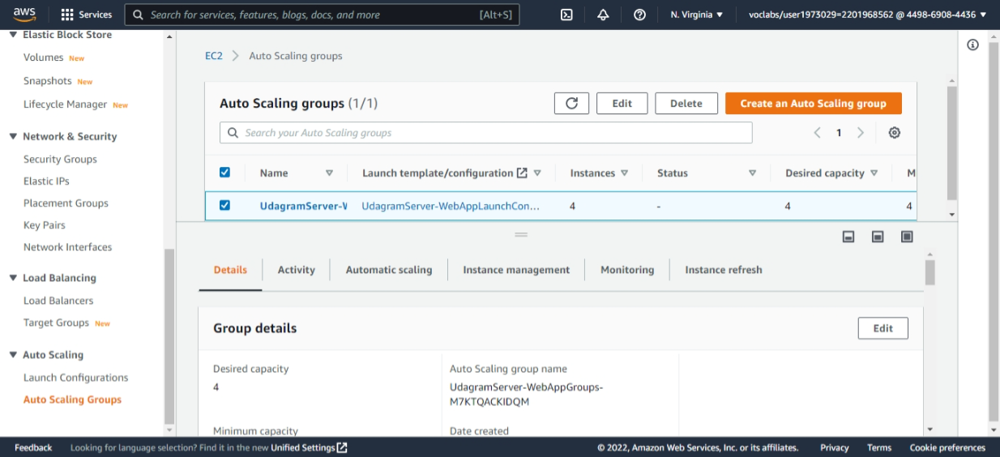 aws Services Search for services, features, blogs, docs, and more [Alt+S] N. Virginia voclabs/user1973029=2201968562 @ 4498-6908-4436
Elastic Block Store
Volumes New
Snapshots New
Lifecycle Manager New
Network & Security
Security Groups
Elastic IPs
Placement Groups
Key Pairs
Network Interfaces
Load Balancing
Load Balancers
Target Groups New
Auto Scaling
Launch Configurations
Auto Scaling Groups
EC2 Auto Scaling groups
Auto Scaling groups (1/1) Edit Delete Create an Auto Scaling group
Search your Auto Scaling groups 1
Name Launch template/configuration Instances Status Desired capacity M
UdagramServer-W UdagramServer-WebAppLaunchCon... 4 - 4 4
Details Activity Automatic scaling Instance management Monitoring Instance refresh
Group details Edit
Desired capacity
4
Auto Scaling group name
UdagramServer-WebAppGroups-
M7KTQACKIDQM
Minimum capacity
Date created
Feedback Looking for language selection? Find it in the new Unified Settings © 2022, Amazon Web Services, Inc. or its affiliates. Privacy Terms Cookie preferences